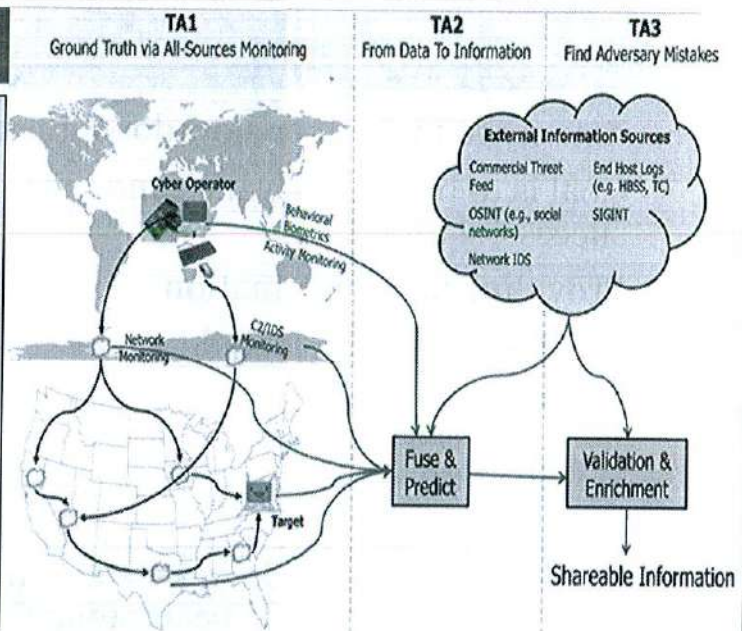 TA1
Ground Truth via All-Sources Monitoring
TA2
From Data To Information
TA3
Find Adversary Mistakes
External Information Sources
Commercial Threat
Feed
OSINT (e.g., social
networks)
Network IDS
End Host Logs
(e.g. HBSS, TC)
SIGINT
Cyber Operator
Behavioral
Biometrics
Activity Monitoring
Network
Monitoring
C2/IDS
Monitoring
Target
Fuse &
Predict
Validation &
Enrichment
Shareable Information